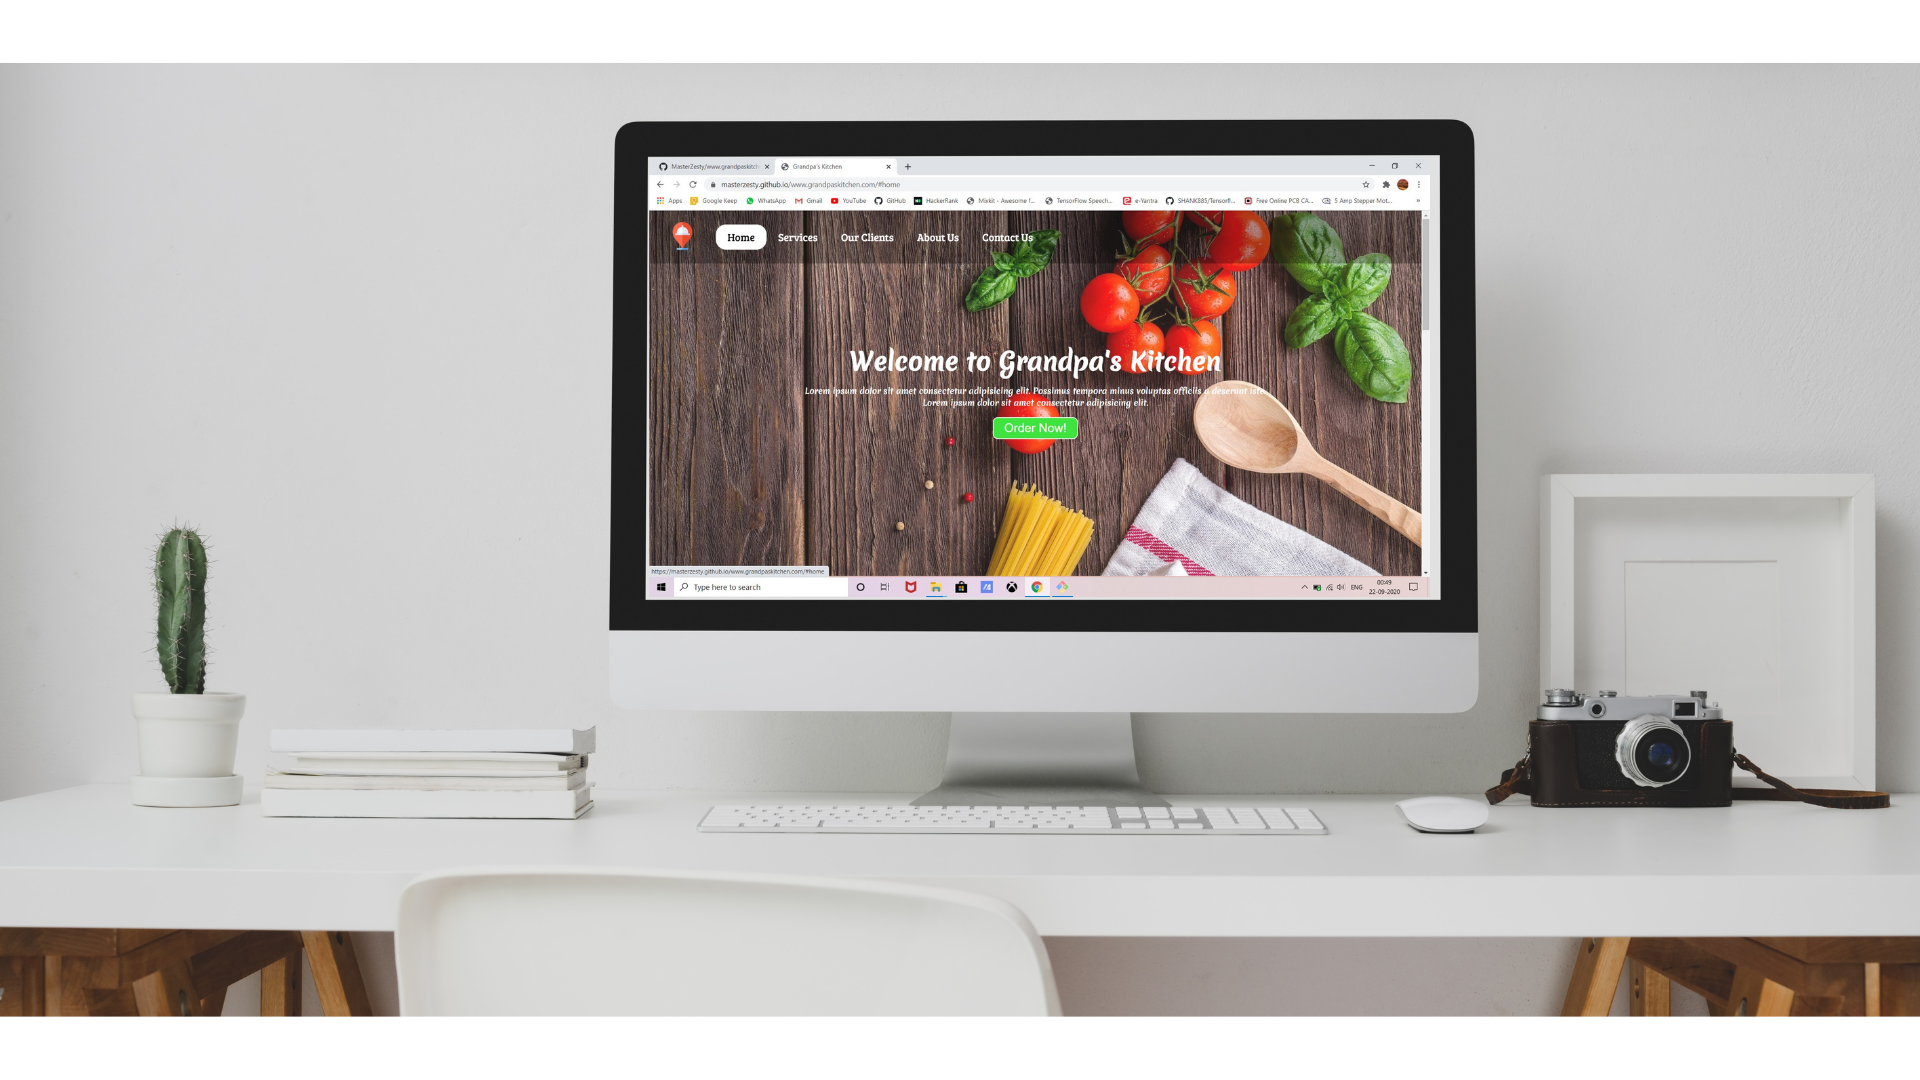 MasterZesty/www.grandpaskitch
Grandpa's Kitchen
masterzesty.github.io/www.grandpaskitchen.com/#home
Apps Google Keep WhatsApp Gmail YouTube GitHub HackerRank Mixkit - Awesome f... TensorFlow Speech... e-Yantra SHANK885/Tensorfl... Free Online PCB CA... 5 Amp Stepper Mot... »
Home Services Our Clients About Us Contact Us
Welcome to Grandpa's Kitchen
Lorem ipsum dolor sit amet consectetur adipisicing elit. Possimus tempora minus voluptas officiis a deserunt iste...
Lorem ipsum dolor sit amet consectetur adipisicing elit.
Order Now!
https://masterzesty.github.io/www.grandpaskitchen.com/#home
Type here to search
ENG
00:49
22-09-2020